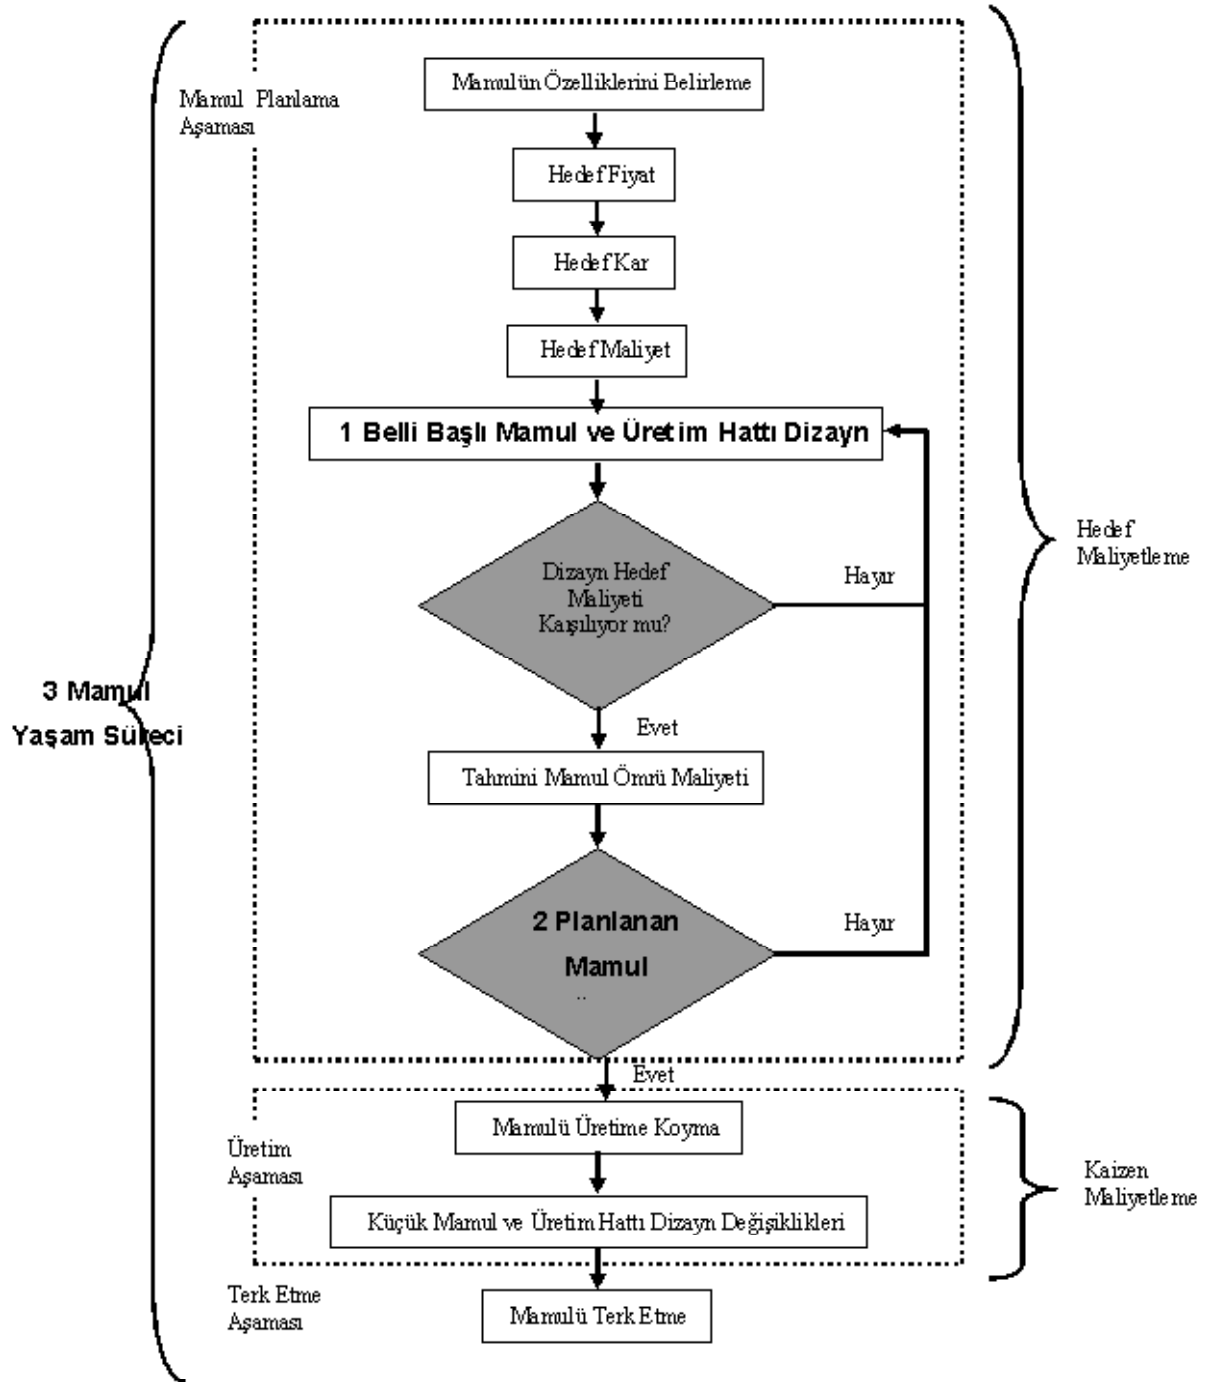 Mamul Planlama
Aşaması
Mamulün Özelliklerini Belirleme
Hedef Fiyat
Hedef Kar
Hedef Maliyet
1 Belli Başlı Mamul ve Üretim Hattı Dizayn
Dizayn Hedef
Maliyeti
Karşılıyor mu?
Hayır
Hedef
Maliyetleme
3 Mamul
Yaşam Süreci
Evet
Tahmini Mamul Ömrü Maliyeti
2 Planlanan
Mamul
Hayır
Evet
Üretim
Aşaması
Mamulü Üretime Koyma
Küçük Mamul ve Üretim Hattı Dizayn Değişiklikleri
Kaizen
Maliyetleme
Terk Etme
Aşaması
Mamulü Terk Etme